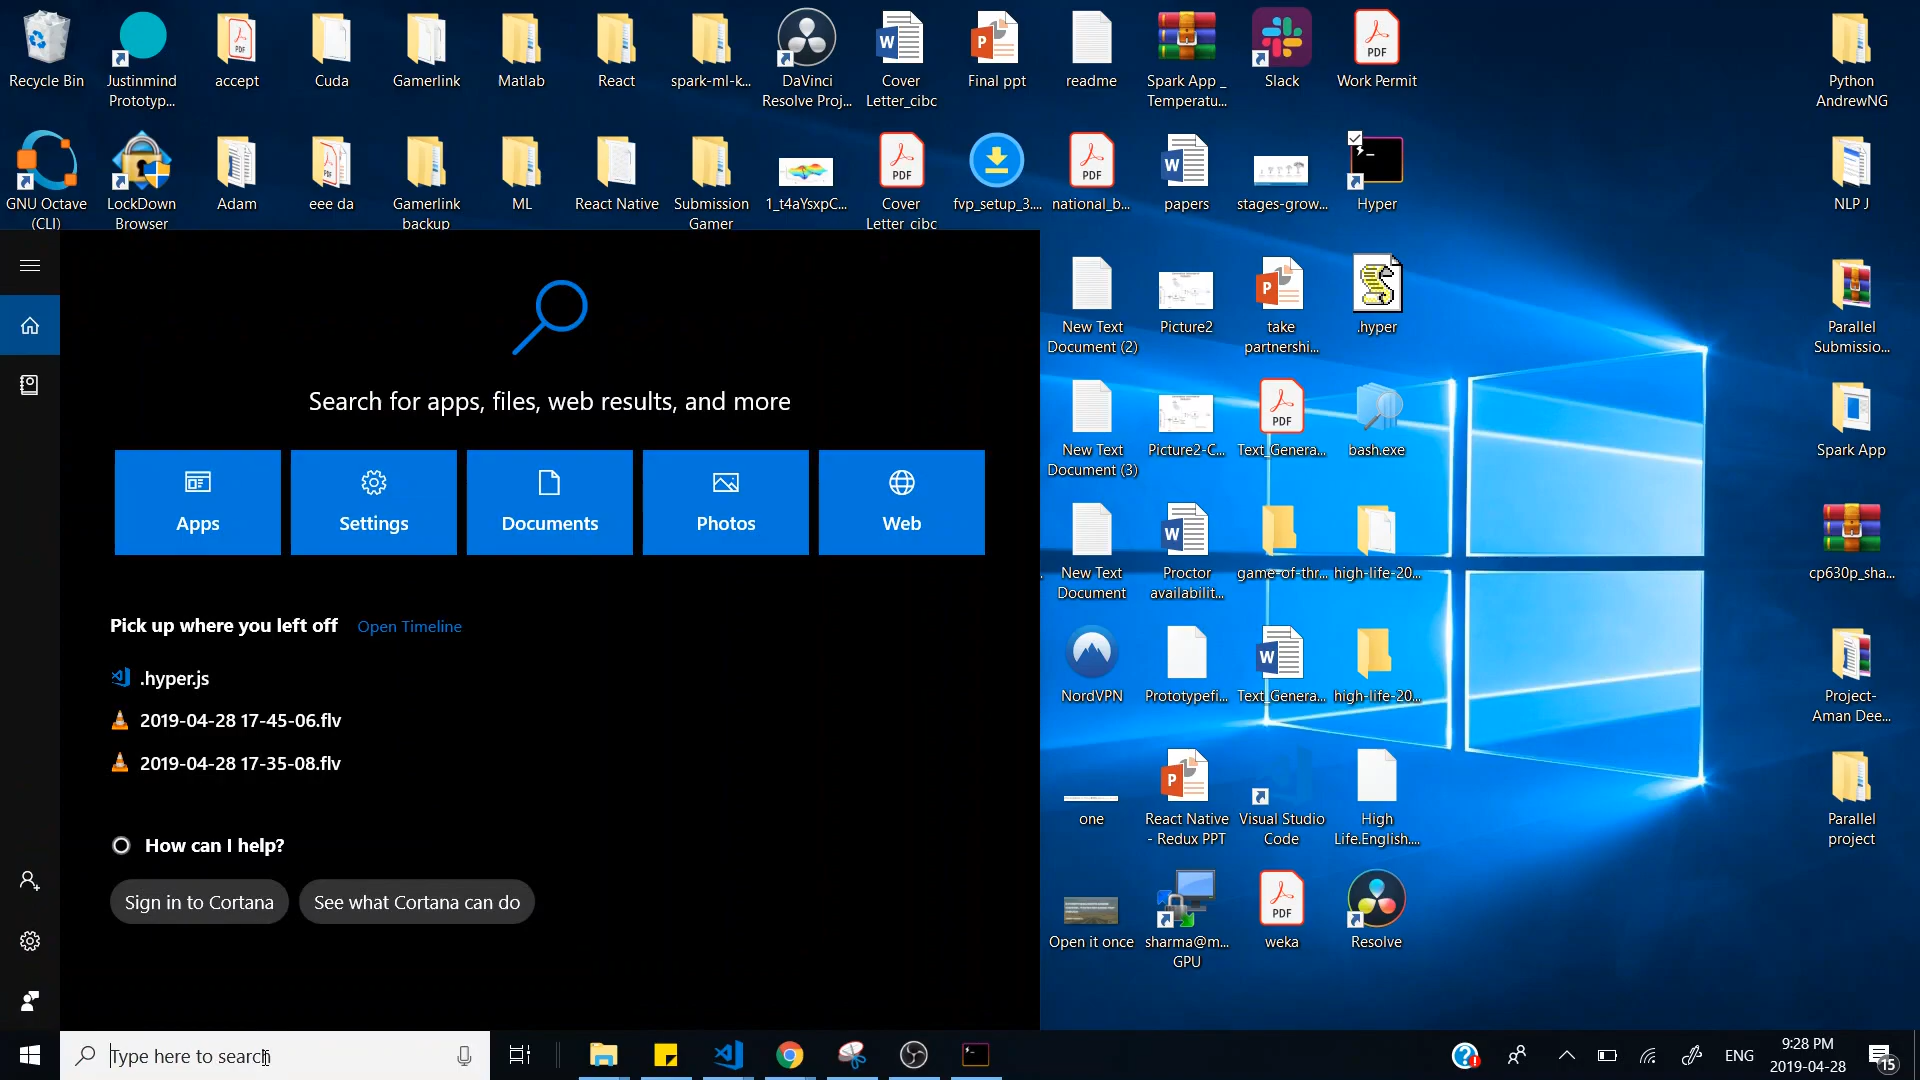 Recycle Bin
Justinmind
Prototyp...
accept
Cuda
Gamerlink
Matlab
React
spark-ml-k...
DaVinci
Resolve Proj...
Cover
Letter_cibc
Final ppt
readme
Spark App _
Temperatu...
Slack
Work Permit
Python
AndrewNG
GNU Octave
(CLI)
LockDown
Browser
Adam
eee da
Gamerlink
backup
ML
React Native
Submission
Gamer
1_t4aYsxpC...
Cover
Letter cibc
fvp_setup_3....
national_b...
papers
stages-grow...
Hyper
NLP J
New Text
Document (2)
Picture2
take
partnershi...
.hyper
Parallel
Submissio...
New Text
Document (3)
Picture2-C...
Text_Genera...
bash.exe
Spark App
New Text
Document
Proctor
availabilit...
game-of-thr...
high-life-20...
cp630p_sha...
NordVPN
Prototypefi...
Text_Genera...
high-life-20...
Project-
Aman Dee...
one
React Native
- Redux PPT
Visual Studio
Code
High
Life.English....
Parallel
project
Open it once
sharma@m...
GPU
weka
Resolve
Search for apps, files, web results, and more
Apps
Settings
Documents
Photos
Web
Pick up where you left off
Open Timeline
.hyper.js
2019-04-28 17-45-06.flv
2019-04-28 17-35-08.flv
How can I help?
Sign in to Cortana
See what Cortana can do
Type here to search
ENG
9:28 PM
2019-04-28
15